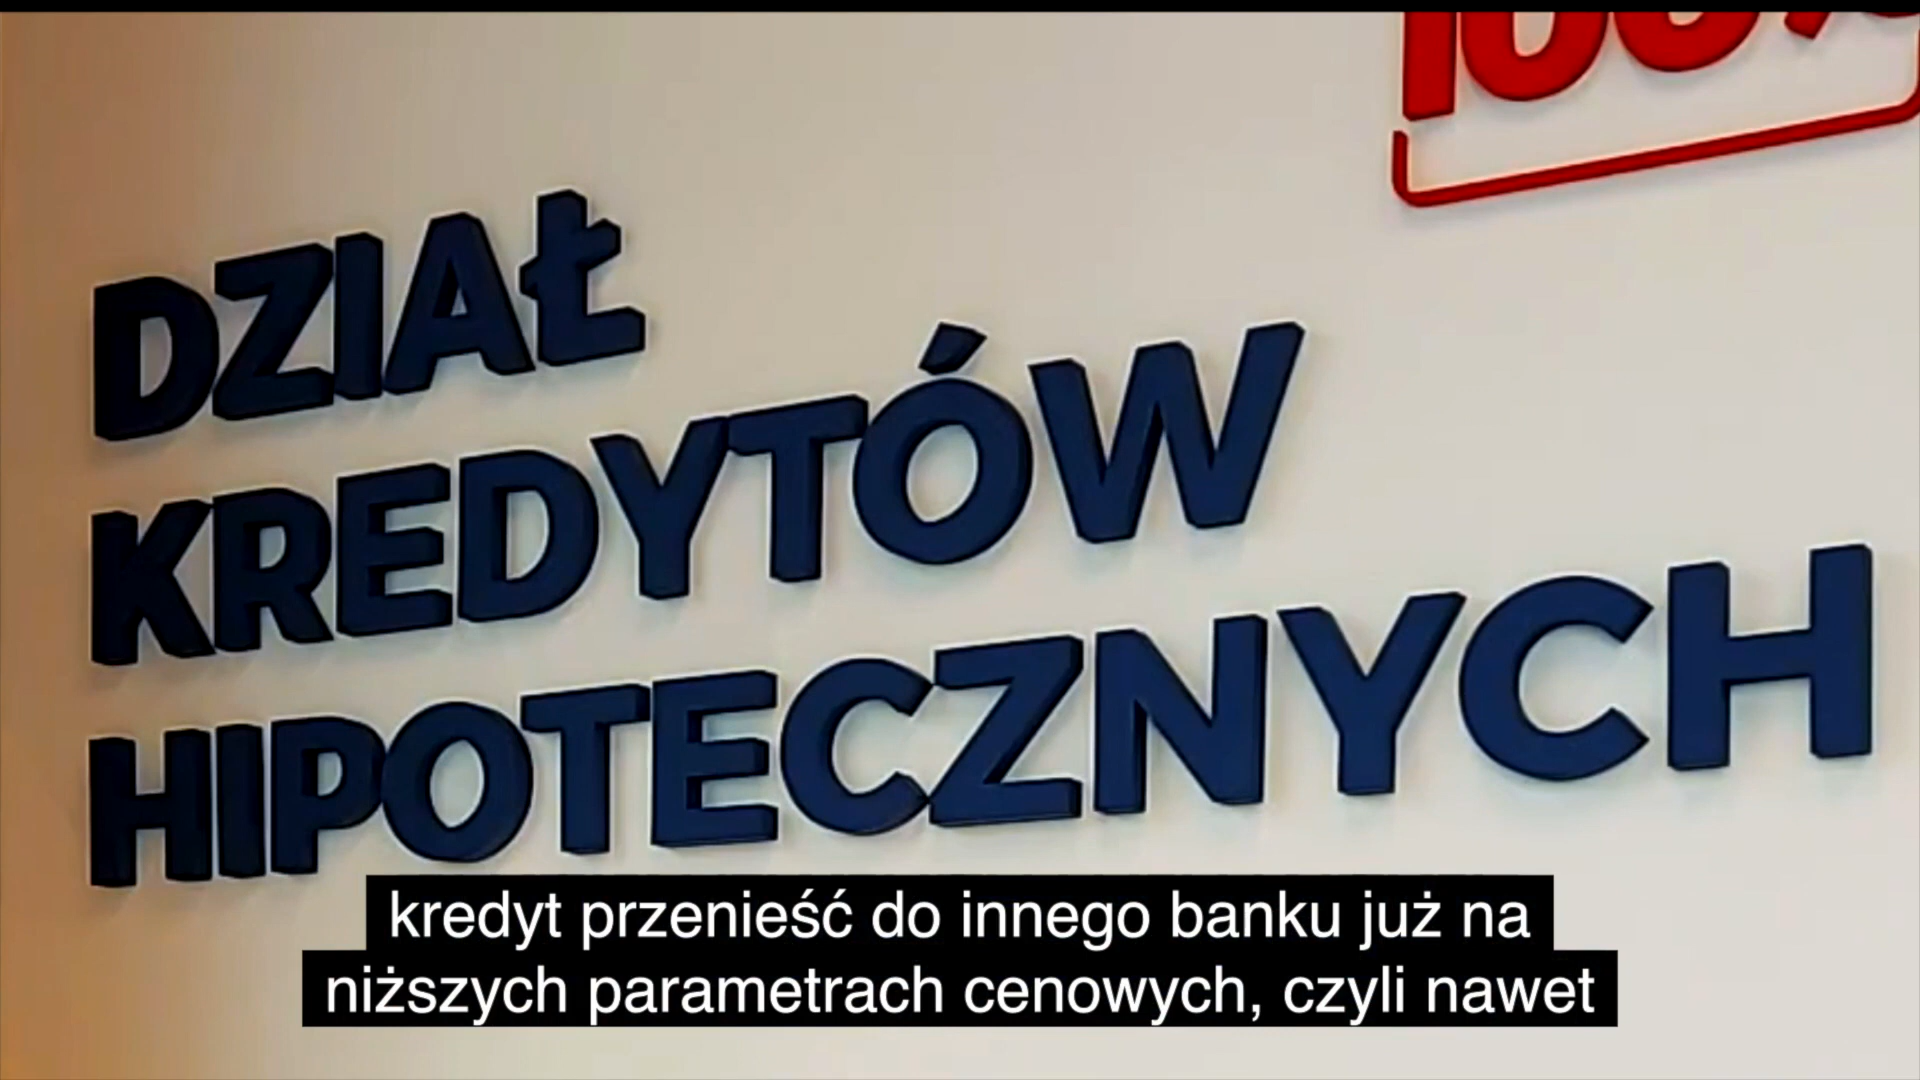 DZIAŁ
KREDYTÓW
HIPOTECZNYCH
kredyt przenieść do innego banku już na
niższych parametrach cenowych, czyli nawet